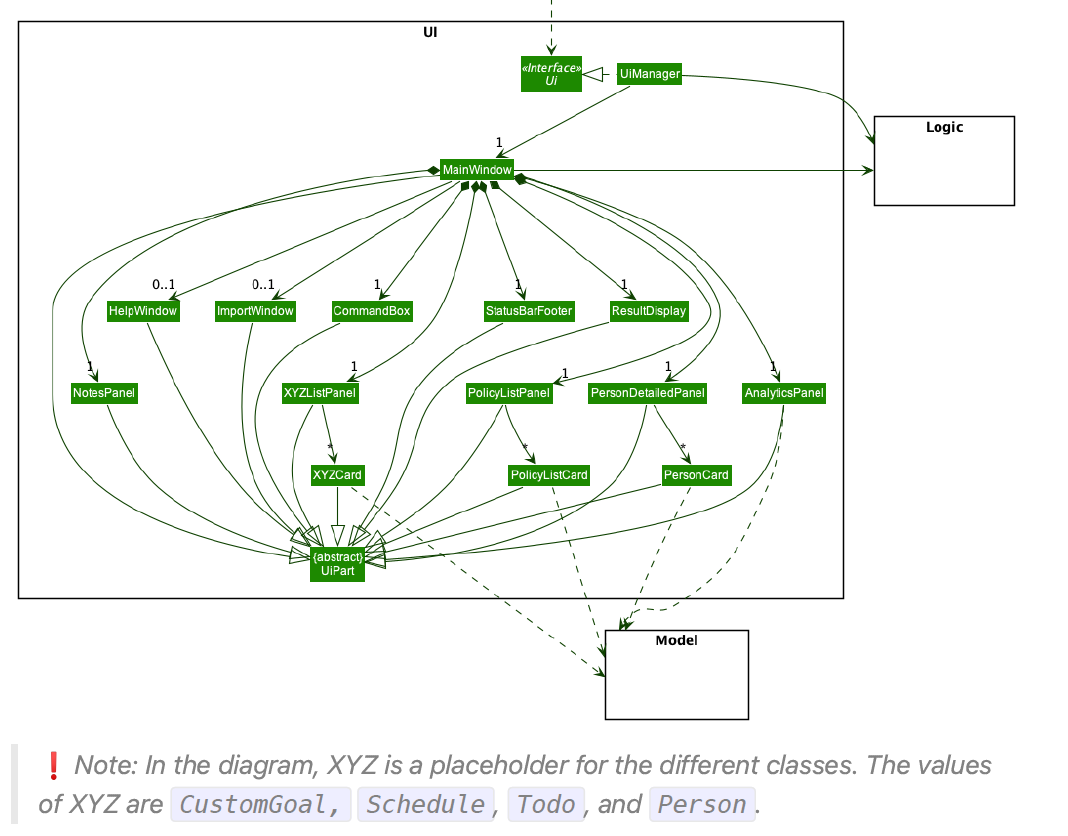 UI
«Interface»
Ui
UiManager
Logic
1
MainWindow
0..1
0..1
1
1
1
HelpWindow
ImportWindow
CommandBox
StatusBarFooter
ResultDisplay
1
1
1
1
1
NotesPanel
XYZListPanel
PolicyListPanel
PersonDetailedPanel
AnalyticsPanel
*
*
*
XYZCard
PolicyListCard
PersonCard
{abstract}
UiPart
Model
❗ Note: In the diagram, XYZ is a placeholder for the different classes. The values
of XYZ are CustomGoal, Schedule, Todo, and Person.